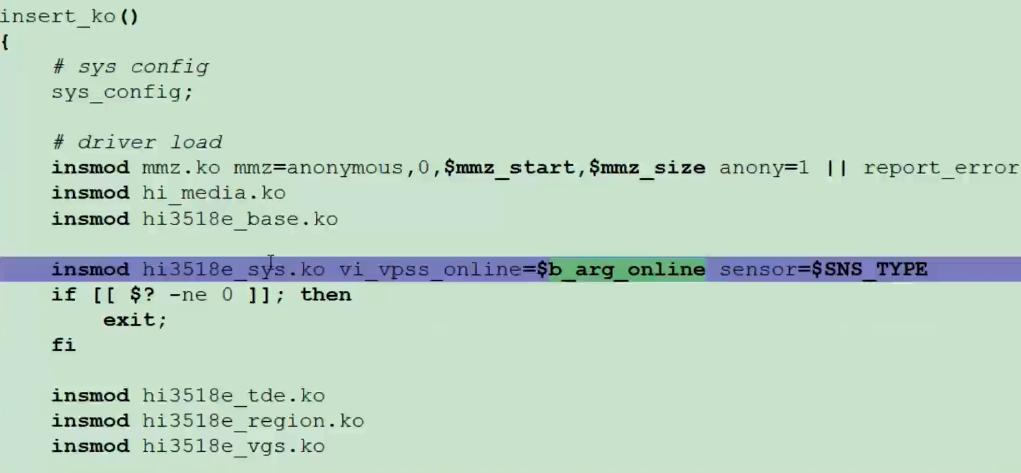 insert_ko()
{
# sys config
sys_config;
# driver load
insmod mmz.ko mmz=anonymous,0,$mmz_start,$mmz_size anony=1 || report_error
insmod hi_media.ko
insmod hi3518e_base.ko
insmod hi3518e_sys.ko vi_vpss_online=$b_arg_online sensor=$SNS_TYPE
if [[ $? -ne 0 ]]; then
exit;
fi
insmod hi3518e_tde.ko
insmod hi3518e_region.ko
insmod hi3518e_vgs.ko